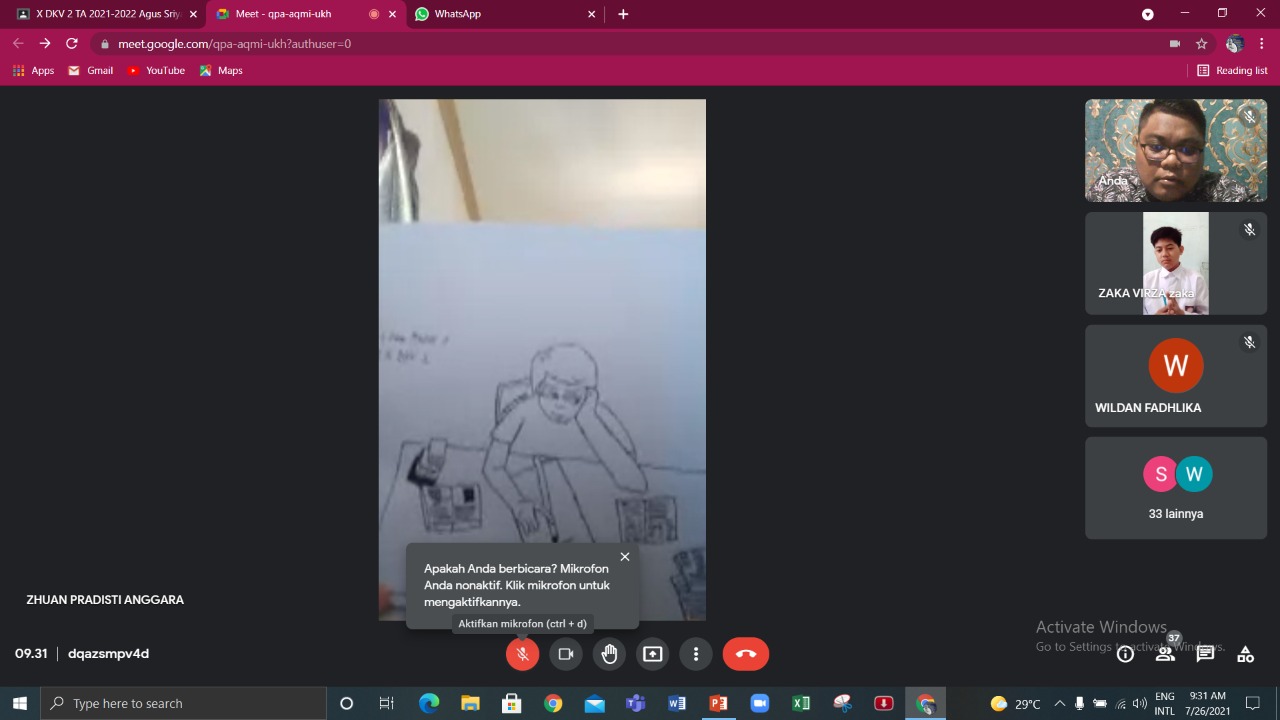 X DKV 2 TA 2021-2022 Agus Sriy
Meet - qpa-aqmi-ukh
WhatsApp
meet.google.com/qpa-aqmi-ukh?authuser=0
Apps
Gmail
YouTube
Maps
Reading list
Anda
ZAKA VIRZA zaka
W
WILDAN FADHLIKA
S W
33 lainnya
Apakah Anda berbicara? Mikrofon
Anda nonaktif. Klik mikrofon untuk
mengaktifkannya.
Aktifkan mikrofon (ctrl + d)
ZHUAN PRADISTI ANGGARA
09.31 | dqazsmpv4d
Activate Windows
Go to Settings to activate Windows.
37
Type here to search
29°C
ENG
INTL
9:31 AM
7/26/2021